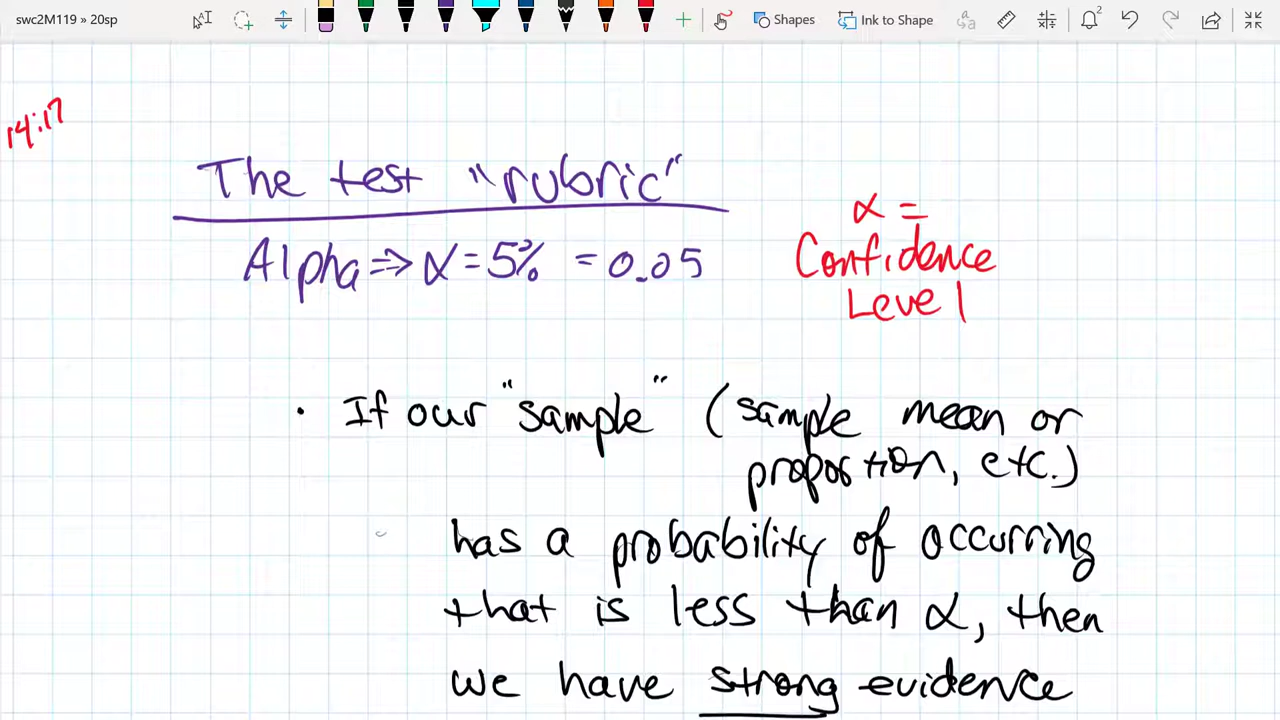 swc2M119 » 20sp
Shapes
Ink to Shape
2
14:17
The test "rubric"
Alpha ⇒ α = 5% = 0.05
α =
Confidence
Level
• If our "sample" (sample mean or
proportion, etc.)
has a probability of occurring
that is less than α, then
we have strong evidence